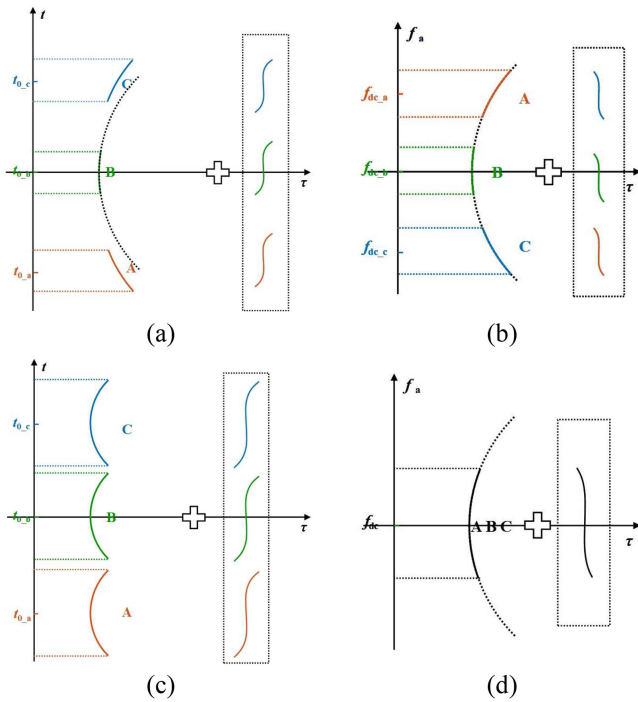 t
t0_c
C
t0_b
B
τ
t0_a
A
(a)
fa
fdc_a
A
fdc_b
B
τ
fdc_c
C
(b)
t
t0_c
C
t0_b
B
τ
t0_a
A
(c)
fa
fdc
A B C
τ
(d)